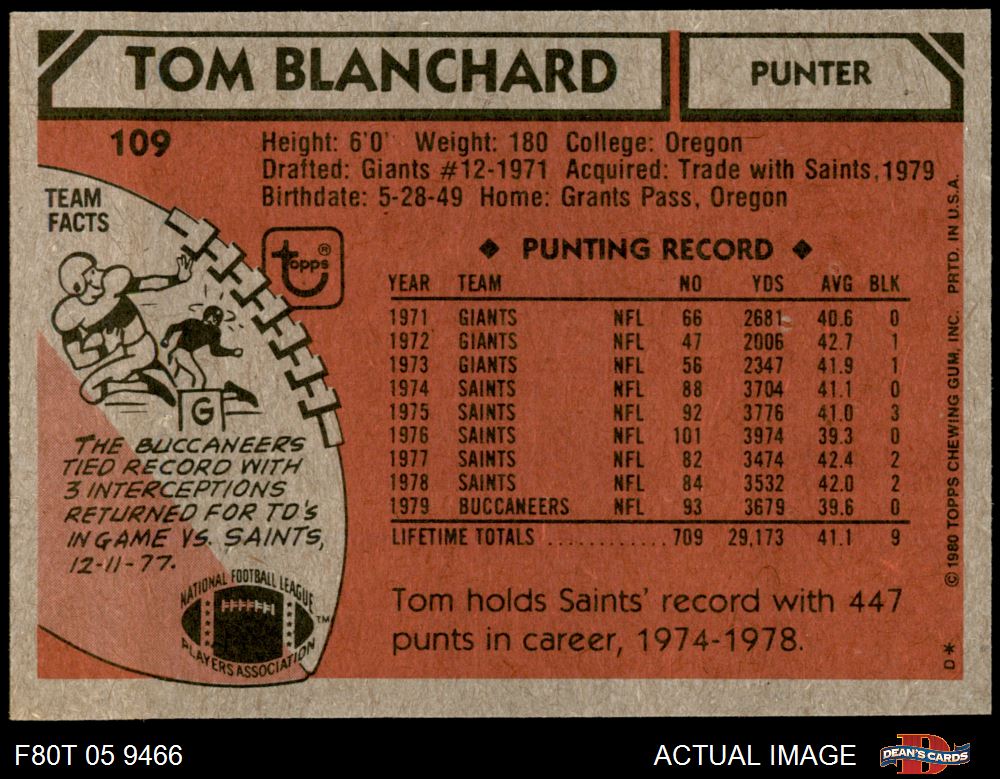 TOM BLANCHARD
PUNTER
109
Height: 6'0' Weight: 180 College: Oregon
Drafted: Giants #12-1971 Acquired: Trade with Saints, 1979
Birthdate: 5-28-49 Home: Grants Pass, Oregon
TEAM
FACTS
topps®
G
THE BUCCANEERS
TIED RECORD WITH
3 INTERCEPTIONS
RETURNED FOR TD'S
IN GAME VS. SAINTS,
12-11-77.
NATIONAL FOOTBALL LEAGUE
PLAYERS ASSOCIATION
TM
◆ PUNTING RECORD ◆
YEAR TEAM NO YDS AVG BLK
1971 GIANTS NFL 66 2681 40.6 0
1972 GIANTS NFL 47 2006 42.7 1
1973 GIANTS NFL 56 2347 41.9 1
1974 SAINTS NFL 88 3704 41.1 0
1975 SAINTS NFL 92 3776 41.0 3
1976 SAINTS NFL 101 3974 39.3 0
1977 SAINTS NFL 82 3474 42.4 2
1978 SAINTS NFL 84 3532 42.0 2
1979 BUCCANEERS NFL 93 3679 39.6 0
LIFETIME TOTALS ............ 709 29,173 41.1 9
Tom holds Saints' record with 447
punts in career, 1974-1978.
D* © 1980 TOPPS CHEWING GUM, INC. PRTD. IN U.S.A.
F80T 05 9466
ACTUAL IMAGE
D
DEAN'S CARDS